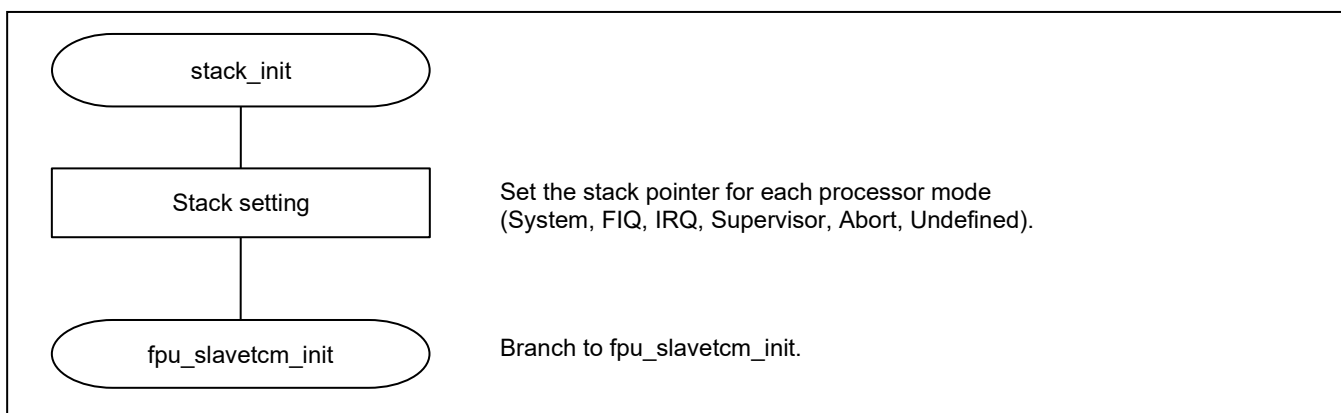 stack_init
Stack setting
Set the stack pointer for each processor mode
(System, FIQ, IRQ, Supervisor, Abort, Undefined).
fpu_slavetcm_init
Branch to fpu_slavetcm_init.